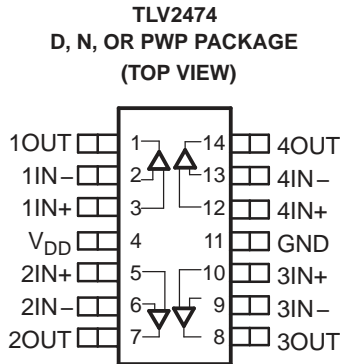 TLV2474
D, N, OR PWP PACKAGE
(TOP VIEW)
1OUT 1 14 4OUT
1IN− 2 13 4IN−
1IN+ 3 12 4IN+
VDD 4 11 GND
2IN+ 5 10 3IN+
2IN− 6 9 3IN−
2OUT 7 8 3OUT